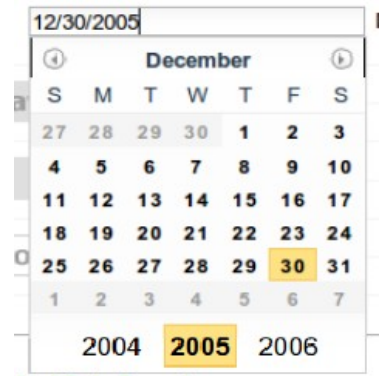 12/30/2005
December
S M T W T F S
27 28 29 30 1 2 3
4 5 6 7 8 9 10
11 12 13 14 15 16 17
18 19 20 21 22 23 24
25 26 27 28 29 30 31
1 2 3 4 5 6 7
2004 2005 2006